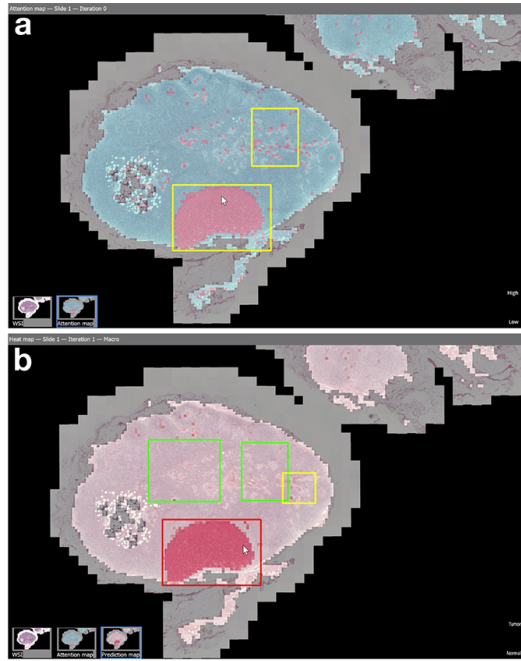 Attention map — Slide 1 — Iteration 0
a
High
WSI
Attention map
Low
Heat map — Slide 1 — Iteration 1 — Macro
b
Tumor
WSI
Attention map
Prediction map
Normal